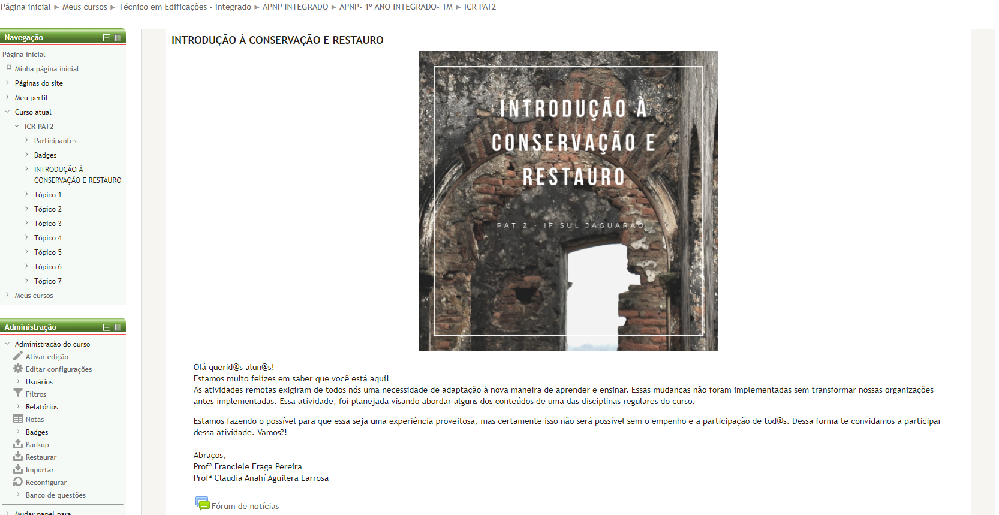 Página inicial ► Meus cursos ► Técnico em Edificações - Integrado ► APNP INTEGRADO ► APNP- 1º ANO INTEGRADO- 1M ► ICR PAT2
Navegação
Página inicial
Minha página inicial
Páginas do site
Meu perfil
Curso atual
ICR PAT2
Participantes
Badges
INTRODUÇÃO À
CONSERVAÇÃO E RESTAURO
Tópico 1
Tópico 2
Tópico 3
Tópico 4
Tópico 5
Tópico 6
Tópico 7
Meus cursos
Administração
Administração do curso
Ativar edição
Editar configurações
Usuários
Filtros
Relatórios
Notas
Badges
Backup
Restaurar
Importar
Reconfigurar
Banco de questões
Mudar papel para
INTRODUÇÃO À CONSERVAÇÃO E RESTAURO
INTRODUÇÃO À
CONSERVAÇÃO E
RESTAURO
PAT 2 - IF SUL JAGUARÃO
Olá querid@s alun@s!
Estamos muito felizes em saber que você está aqui!
As atividades remotas exigiram de todos nós uma necessidade de adaptação à nova maneira de aprender e ensinar. Essas mudanças não foram implementadas sem transformar nossas organizações
antes implementadas. Essa atividade, foi planejada visando abordar alguns dos conteúdos de uma das disciplinas regulares do curso.
Estamos fazendo o possível para que essa seja uma experiência proveitosa, mas certamente isso não será possível sem o empenho e a participação de tod@s. Dessa forma te convidamos a participar
dessa atividade. Vamos?!
Abraços,
Profª Franciele Fraga Pereira
Profª Claudia Anahí Aguilera Larrosa
Fórum de notícias